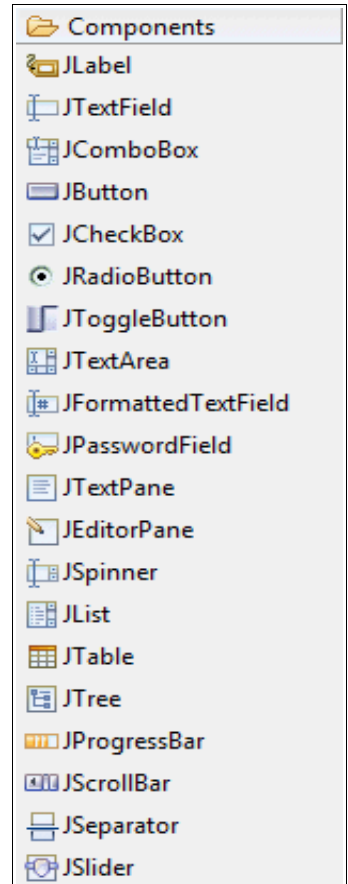 Components
JLabel
JTextField
JComboBox
JButton
JCheckBox
JRadioButton
JToggleButton
JTextArea
JFormattedTextField
JPasswordField
JTextPane
JEditorPane
JSpinner
JList
JTable
JTree
JProgressBar
JScrollBar
JSeparator
JSlider